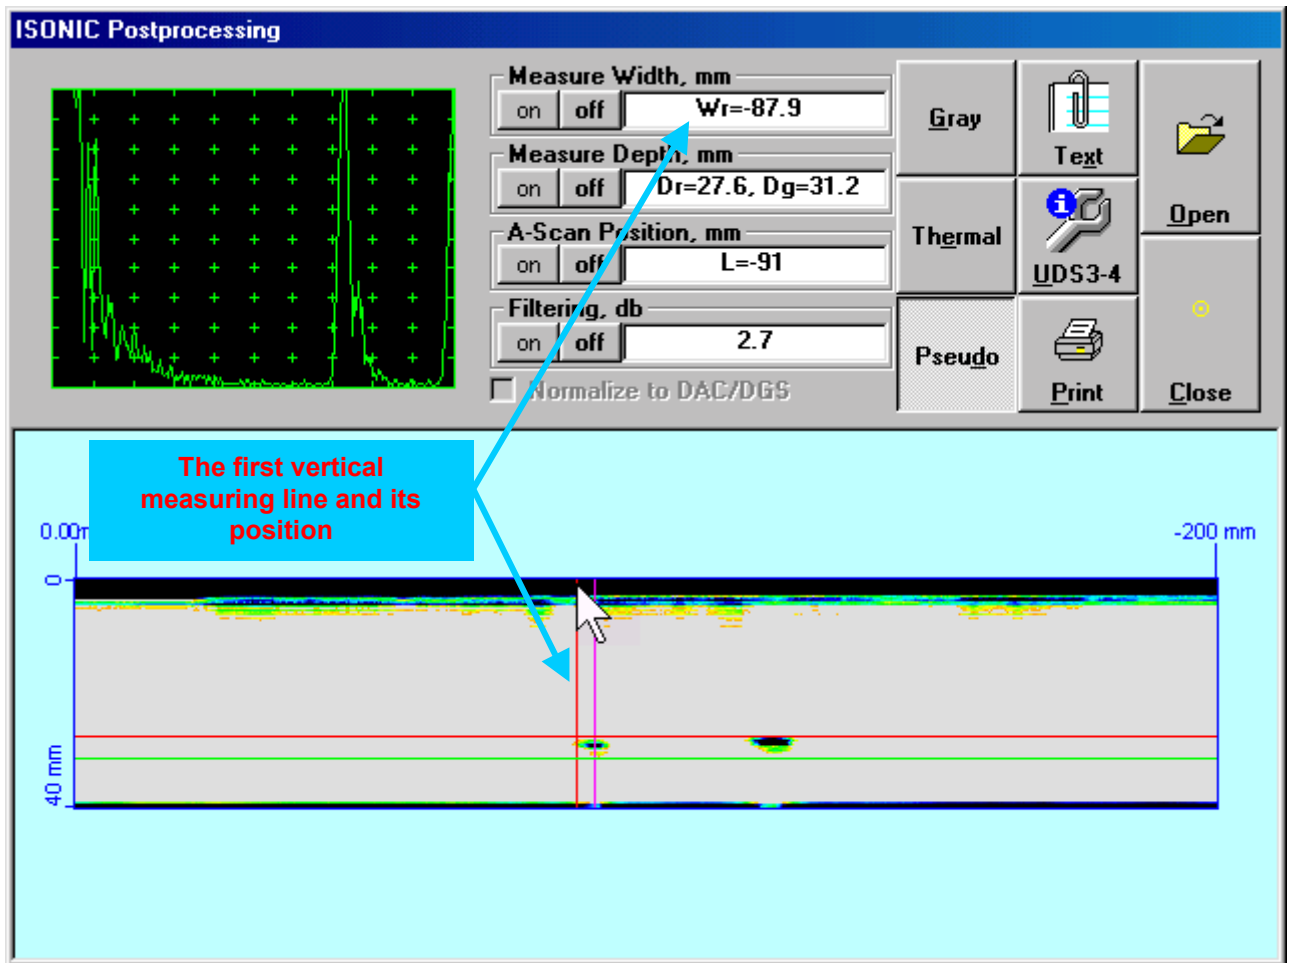 ISONIC Postprocessing
Measure Width, mm
on off Wr=-87.9
Measure Depth, mm
on off Dr=27.6, Dg=31.2
A-Scan Position, mm
on off L=-91
Filtering, db
on off 2.7
Normalize to DAC/DGS
Gray
Thermal
Pseudo
Text
UDS3-4
Print
Open
Close
The first vertical
measuring line and its
position
0.00m
-200 mm
0
40 mm